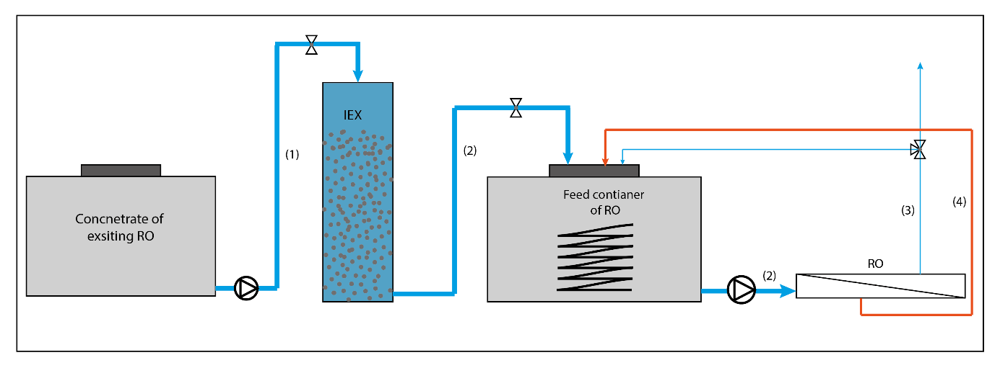 IEX
(1)
(2)
Concnetrate of
exsiting RO
Feed contianer
of RO
(3)
(4)
(2)
RO